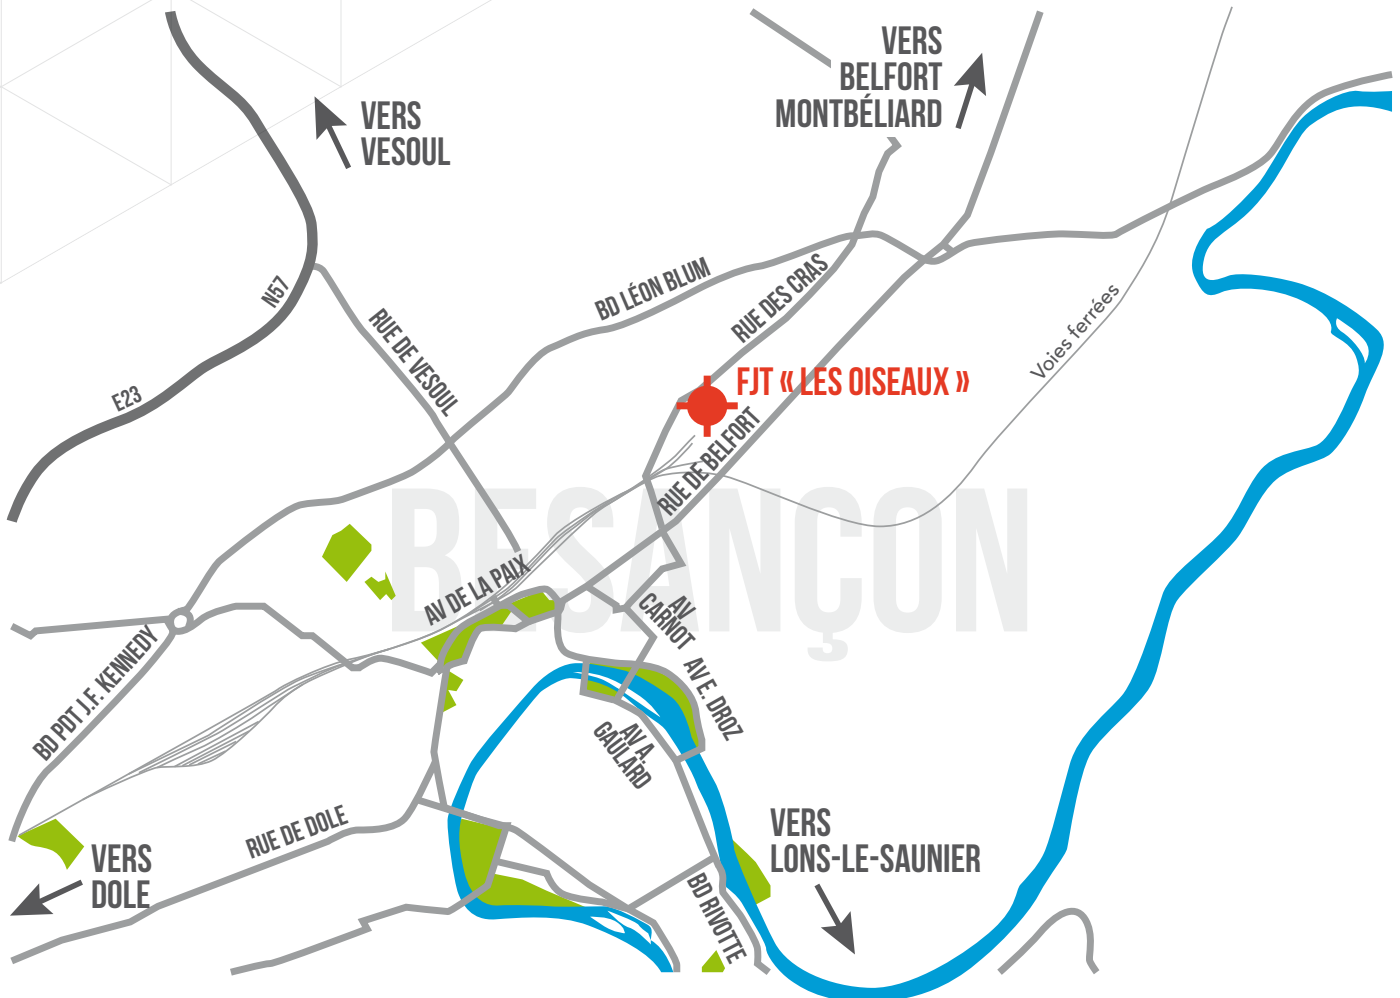 VERS
BELFORT
MONTBÉLIARD
VERS
VESOUL
N57
E23
RUE DE VESOUL
BD LÉON BLUM
RUE DES CRAS
Voies ferrées
FJT « LES OISEAUX »
RUE DE BELFORT
BESANÇON
AV DE LA PAIX
AV
CARNOT
AV E. DROZ
BD PDT J.F. KENNEDY
AV A.
GAULARD
RUE DE DOLE
VERS
DOLE
VERS
LONS-LE-SAUNIER
BD RIVOTTE